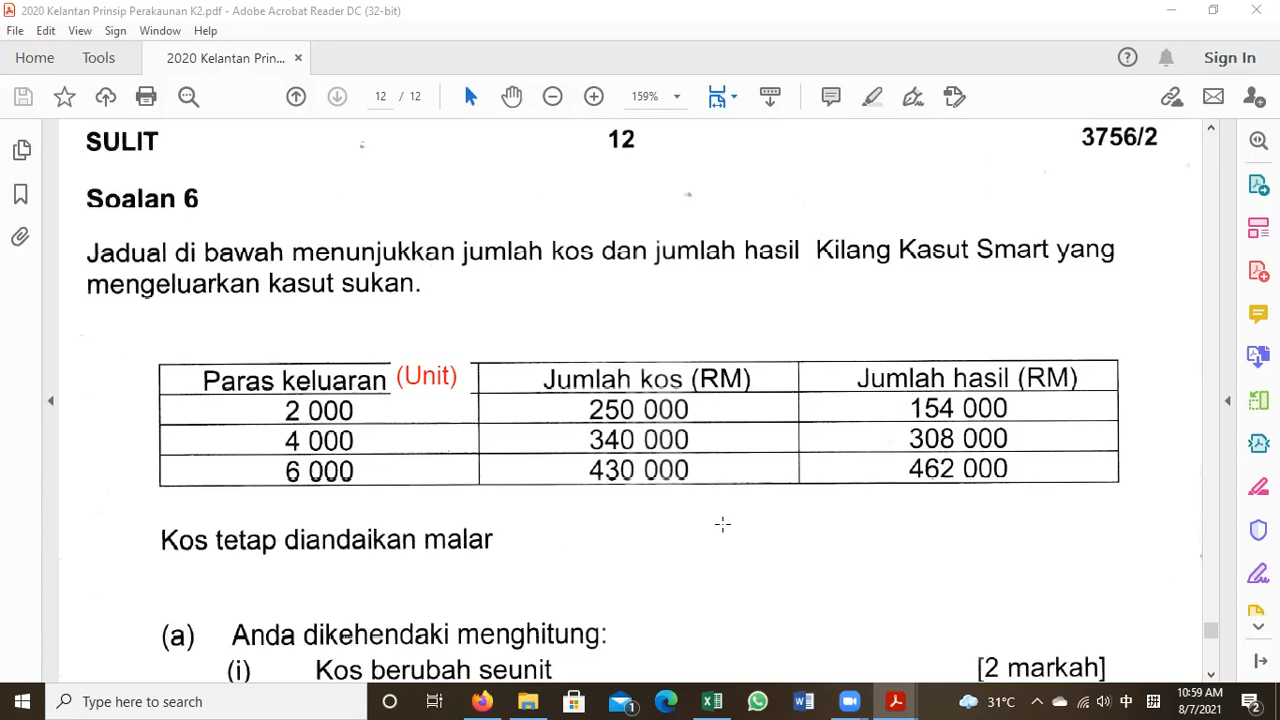 2020 Kelantan Prinsip Perakaunan K2.pdf - Adobe Acrobat Reader DC (32-bit)
File Edit View Sign Window Help
Home Tools 2020 Kelantan Prin... × Sign In
12 / 12 159%
SULIT 12 3756/2
Soalan 6
Jadual di bawah menunjukkan jumlah kos dan jumlah hasil Kilang Kasut Smart yang
mengeluarkan kasut sukan.
Paras keluaran (Unit) Jumlah kos (RM) Jumlah hasil (RM)
2 000 250 000 154 000
4 000 340 000 308 000
6 000 430 000 462 000
Kos tetap diandaikan malar
(a) Anda dikehendaki menghitung:
(i) Kos berubah seunit [2 markah]
Type here to search 1 31°C 中 拼 10:59 AM
8/7/2021 2